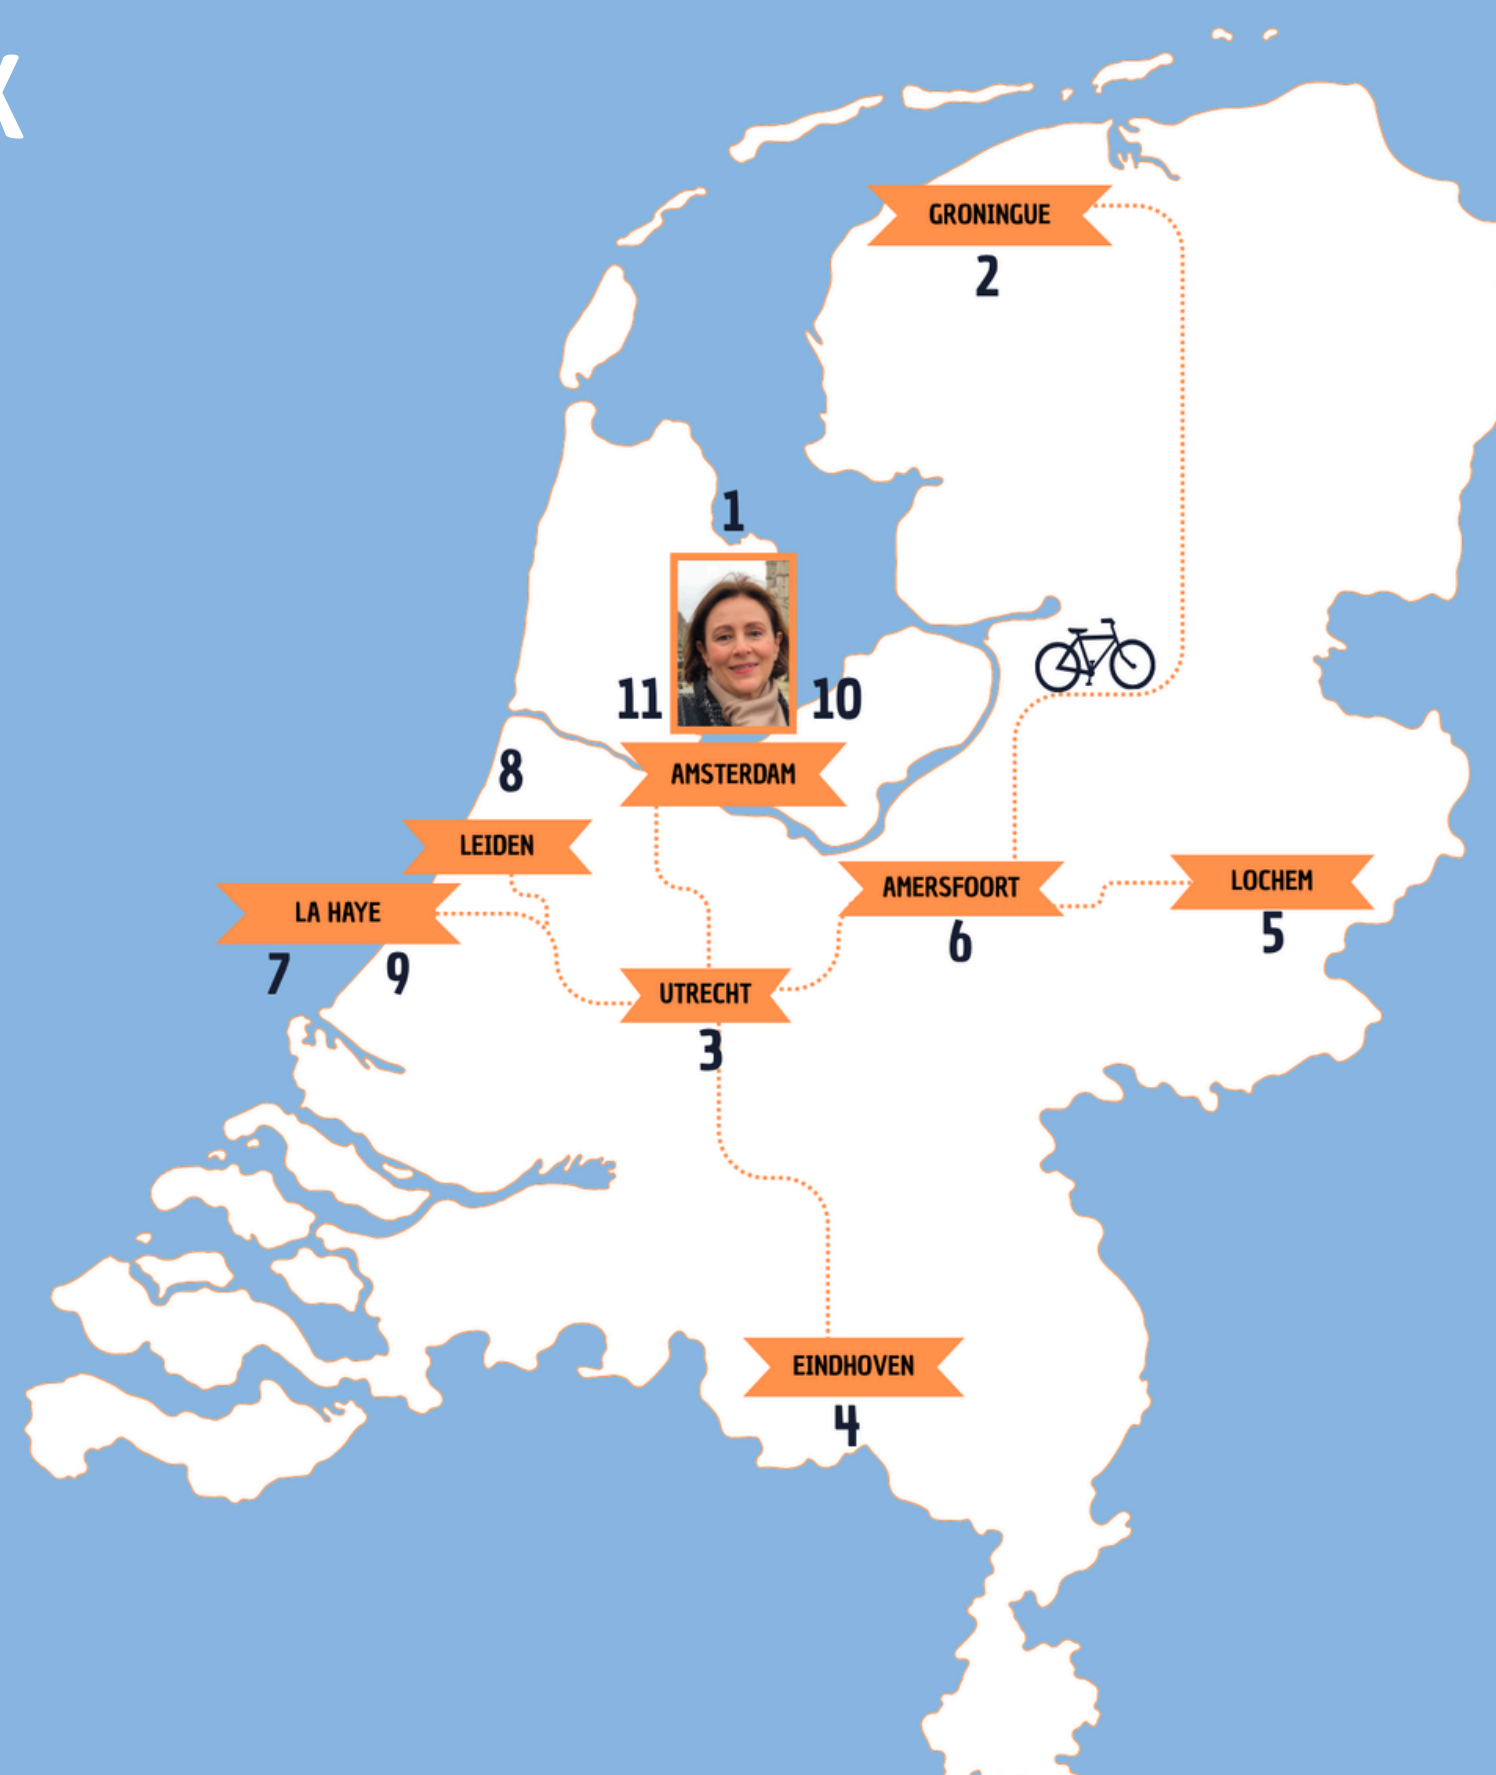 X
GRONINGUE
2
1
11
10
AMSTERDAM
8
LEIDEN
LA HAYE
7
9
AMERSFOORT
6
LOCHEM
5
UTRECHT
3
EINDHOVEN
4